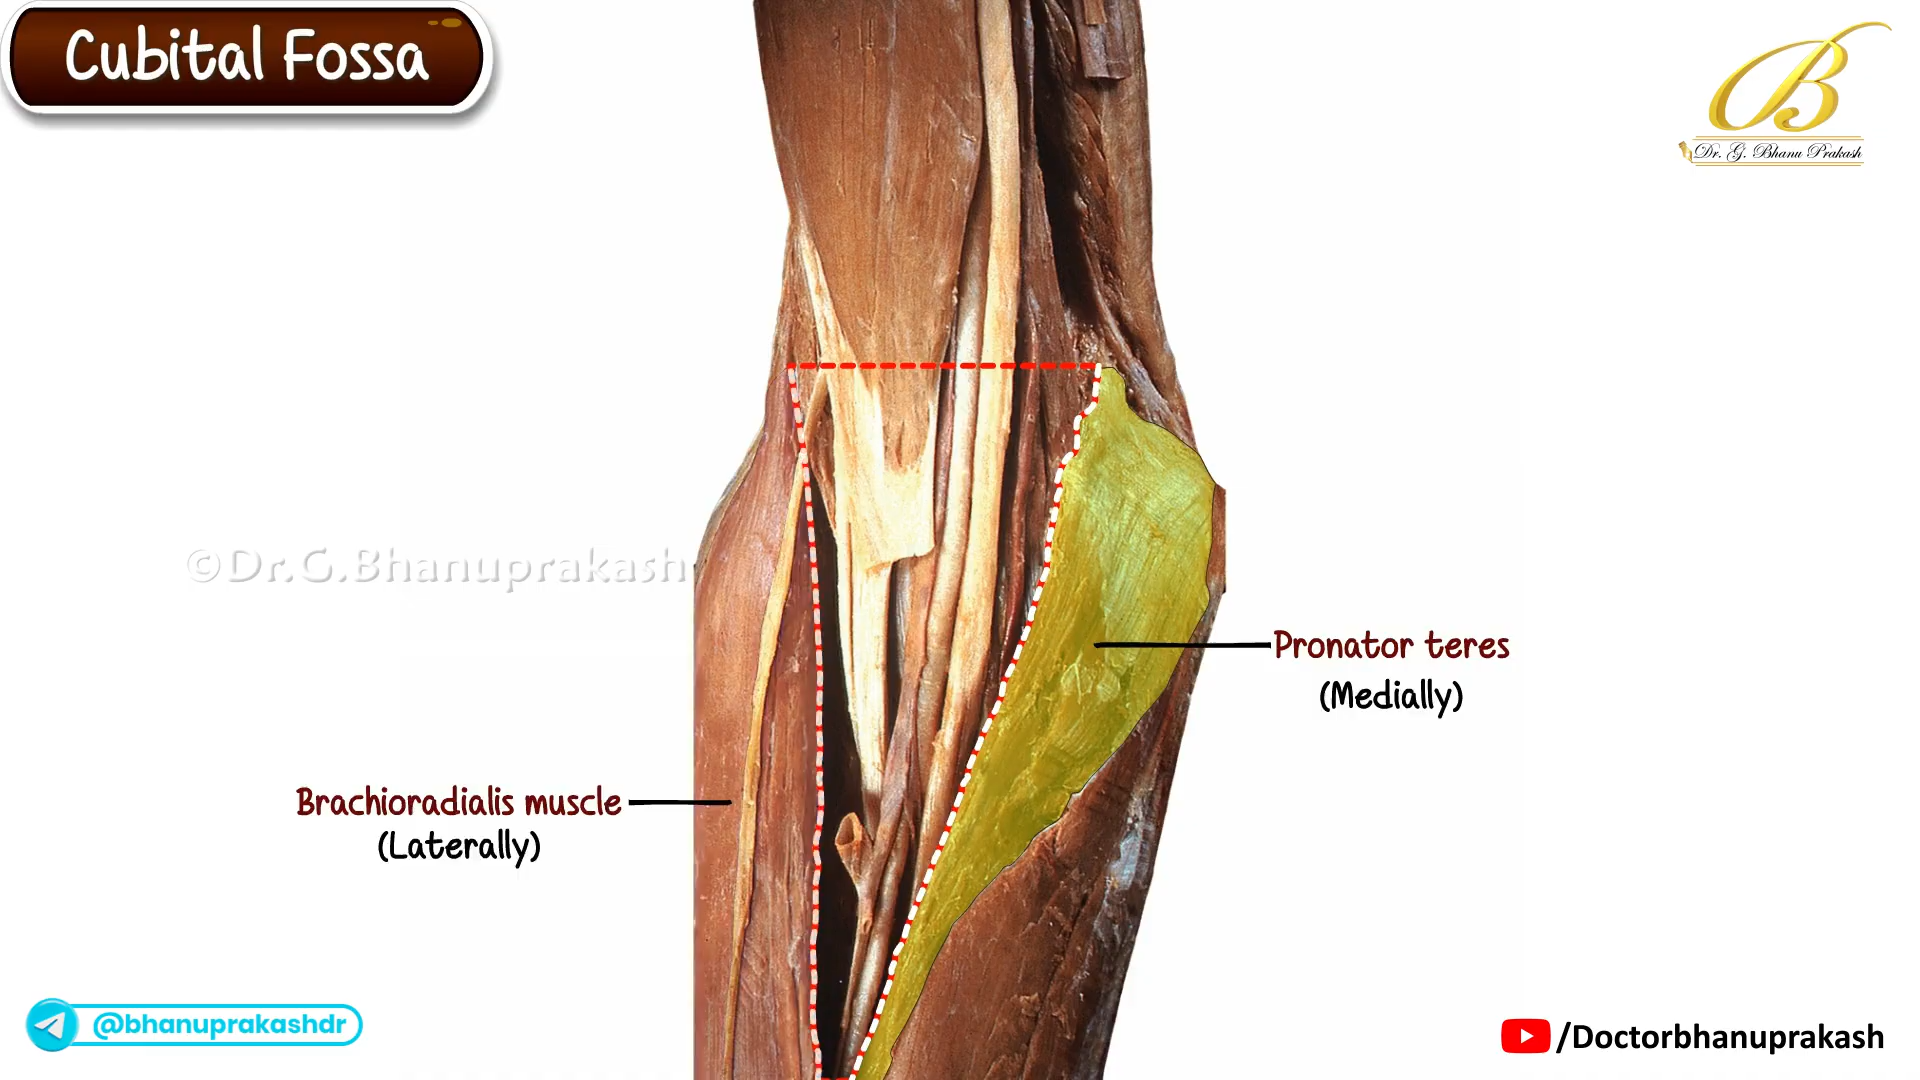 Cubital Fossa
B
Dr. G. Bhanu Prakash
©Dr.G.Bhanuprakash
Pronator teres
(Medially)
Brachioradialis muscle
(Laterally)
@bhanuprakashdr
/Doctorbhanuprakash